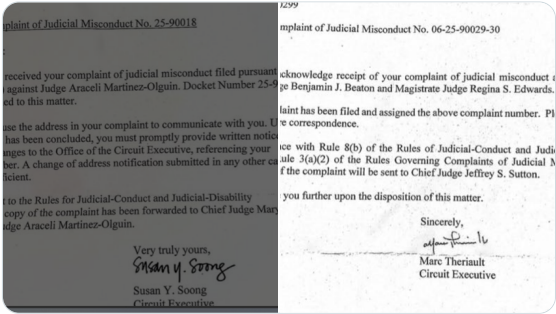 plaint of Judicial Misconduct No. 25-90018
:
received your complaint of judicial misconduct filed pursuant
against Judge Araceli Martinez-Olguin. Docket Number 25-9
ed to this matter.
use the address in your complaint to communicate with you. U
has been concluded, you must promptly provide written notice
anges to the Office of the Circuit Executive, referencing your
ber. A change of address notification submitted in any other ca
ficient.
t to the Rules for Judicial-Conduct and Judicial-Disability
copy of the complaint has been forwarded to Chief Judge Mary
udge Araceli Martinez-Olguin.
Very truly yours,
Susan Y. Soong
Susan Y. Soong
Circuit Executive
0299
mplaint of Judicial Misconduct No. 06-25-90029-30
cknowledge receipt of your complaint of judicial misconduct a
ge Benjamin J. Beaton and Magistrate Judge Regina S. Edwards.
laint has been filed and assigned the above complaint number. Pl
re correspondence.
ce with Rule 8(b) of the Rules of Judicial-Conduct and Judic
ule 3(a)(2) of the Rules Governing Complaints of Judicial M
f the complaint will be sent to Chief Judge Jeffrey S. Sutton.
you further upon the disposition of this matter.
Sincerely,
Marc Theriault
Circuit Executive